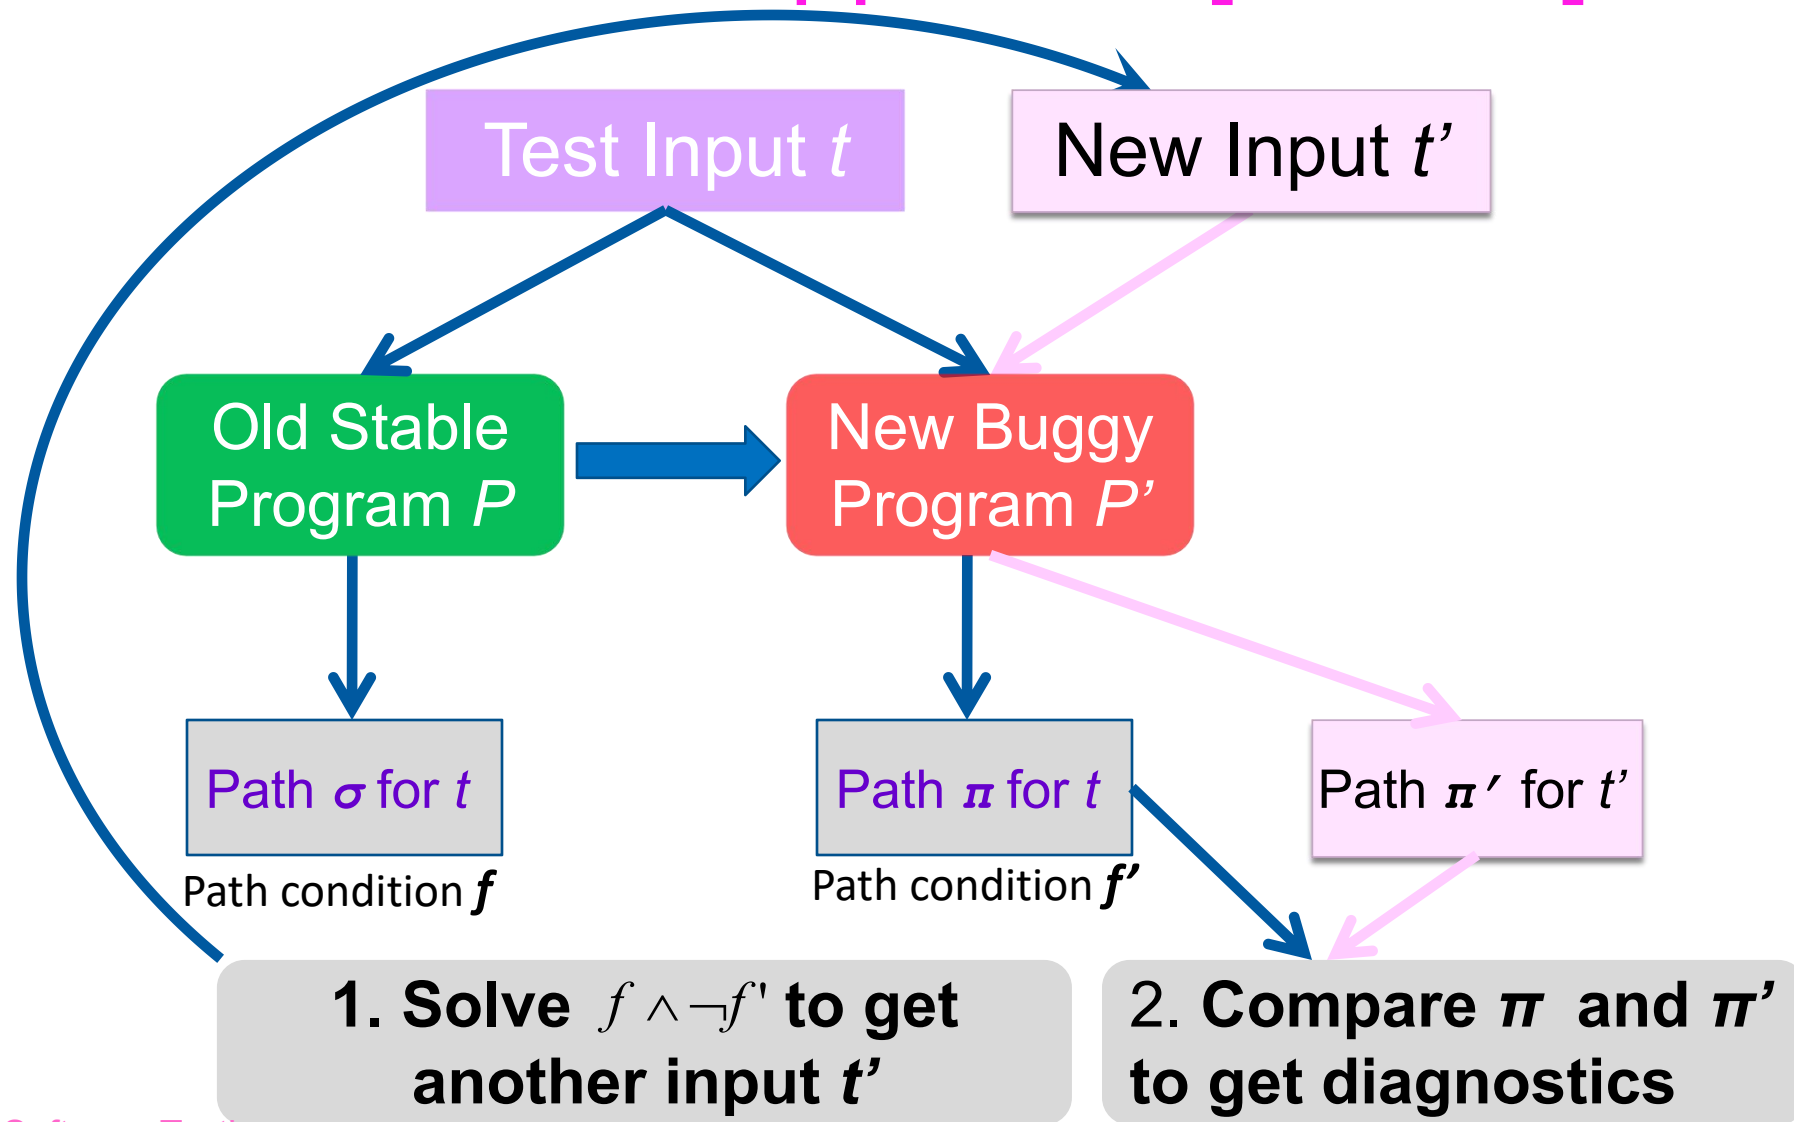 Test Input t
New Input t’
Old Stable
Program P
New Buggy
Program P’
Path σ for t
Path π for t
Path π′ for t’
Path condition f
Path condition f’
1. Solve f ∧ ¬f' to get
another input t’
2. Compare π and π’
to get diagnostics